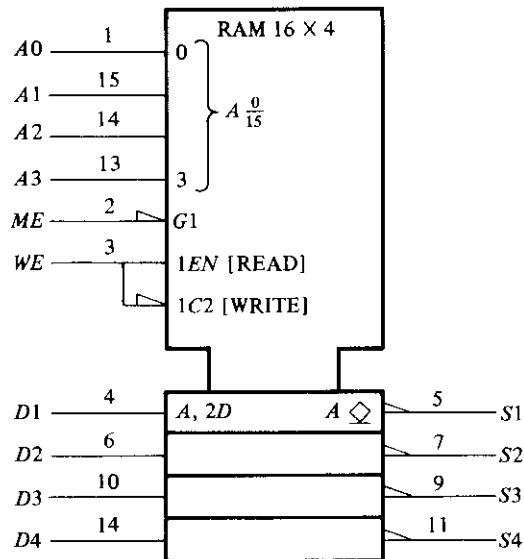 RAM 16 × 4
A0 1 0
A1 15
A2 14
A 0/15
A3 13 3
ME 2 G1
WE 3 1EN [READ]
1C2 [WRITE]
D1 4 A, 2D A ◇ 5 S1
D2 6 7 S2
D3 10 9 S3
D4 14 11 S4